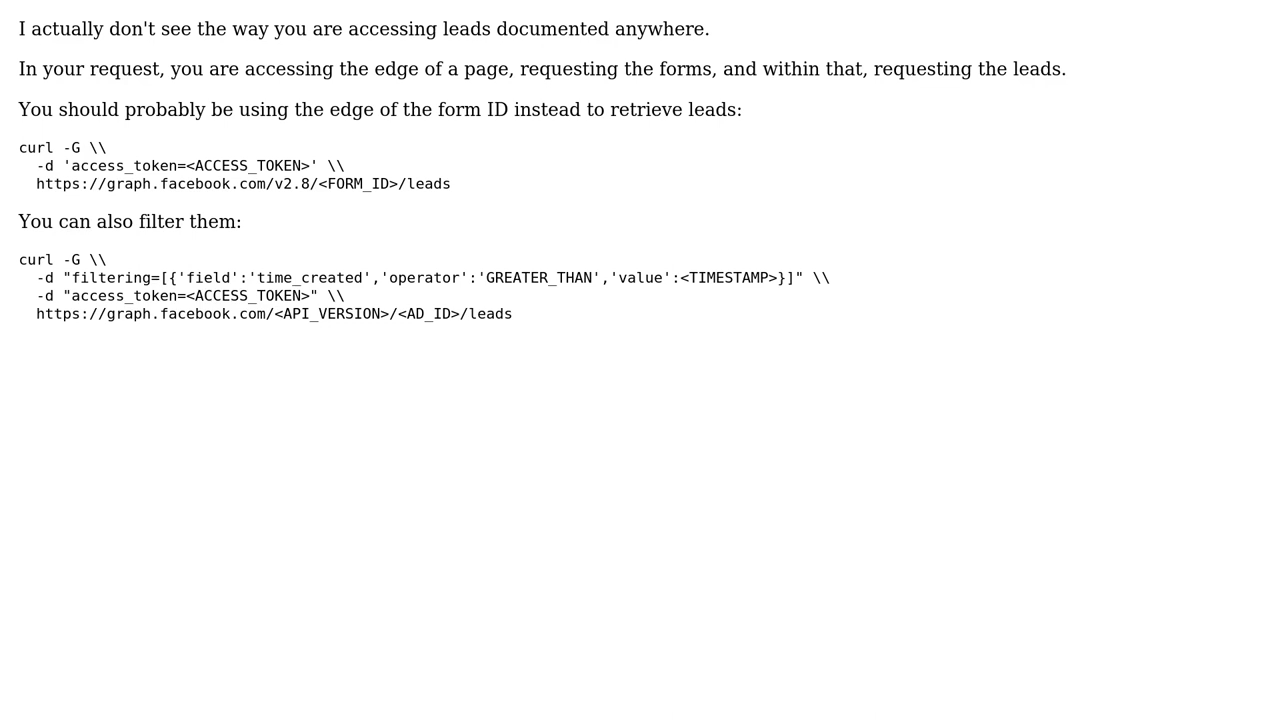 I actually don't see the way you are accessing leads documented anywhere.
In your request, you are accessing the edge of a page, requesting the forms, and within that, requesting the leads.
You should probably be using the edge of the form ID instead to retrieve leads:
curl -G \\
  -d 'access_token=<ACCESS_TOKEN>' \\
  https://graph.facebook.com/v2.8/<FORM_ID>/leads
You can also filter them:
curl -G \\
  -d "filtering=[{'field':'time_created','operator':'GREATER_THAN','value':<TIMESTAMP>}]" \\
  -d "access_token=<ACCESS_TOKEN>" \\
  https://graph.facebook.com/<API_VERSION>/<AD_ID>/leads